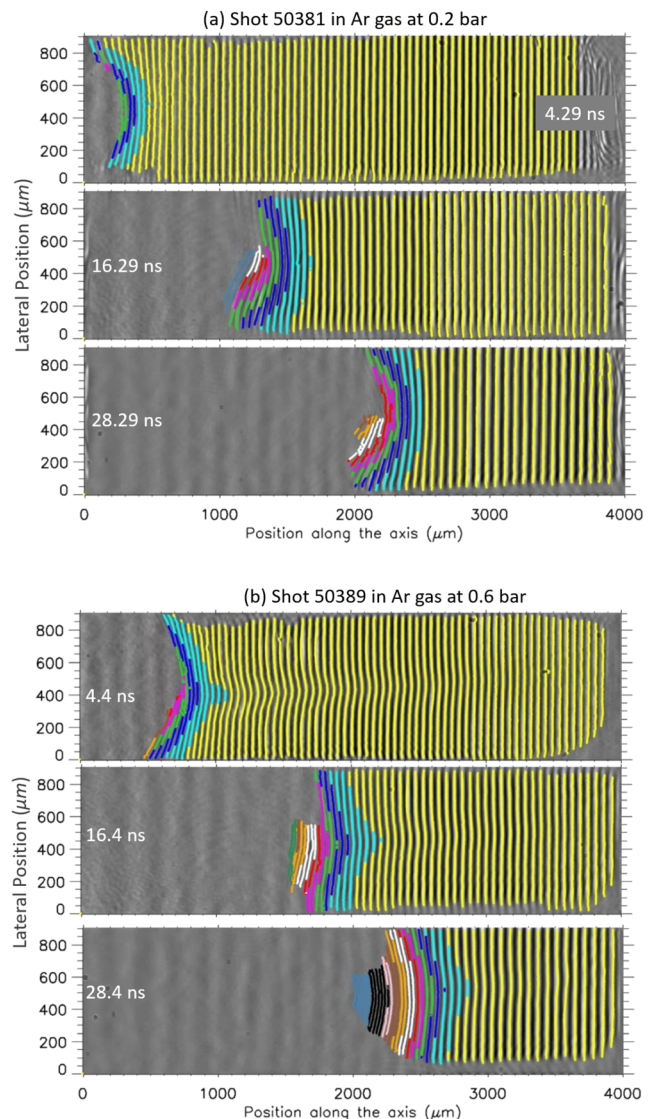 (a) Shot 50381 in Ar gas at 0.2 bar
800
600
400
200
0
4.29 ns
800
600
400
200
0
16.29 ns
800
600
400
200
0
28.29 ns
Lateral Position (μm)
0 1000 2000 3000 4000
Position along the axis (μm)
(b) Shot 50389 in Ar gas at 0.6 bar
800
600
400
200
0
4.4 ns
800
600
400
200
0
16.4 ns
800
600
400
200
0
28.4 ns
Lateral Position (μm)
0 1000 2000 3000 4000
Position along the axis (μm)